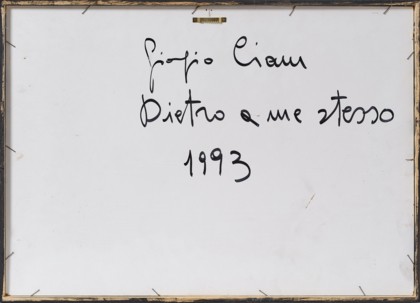 Giorgio Ciam
Dietro a me stesso
1993